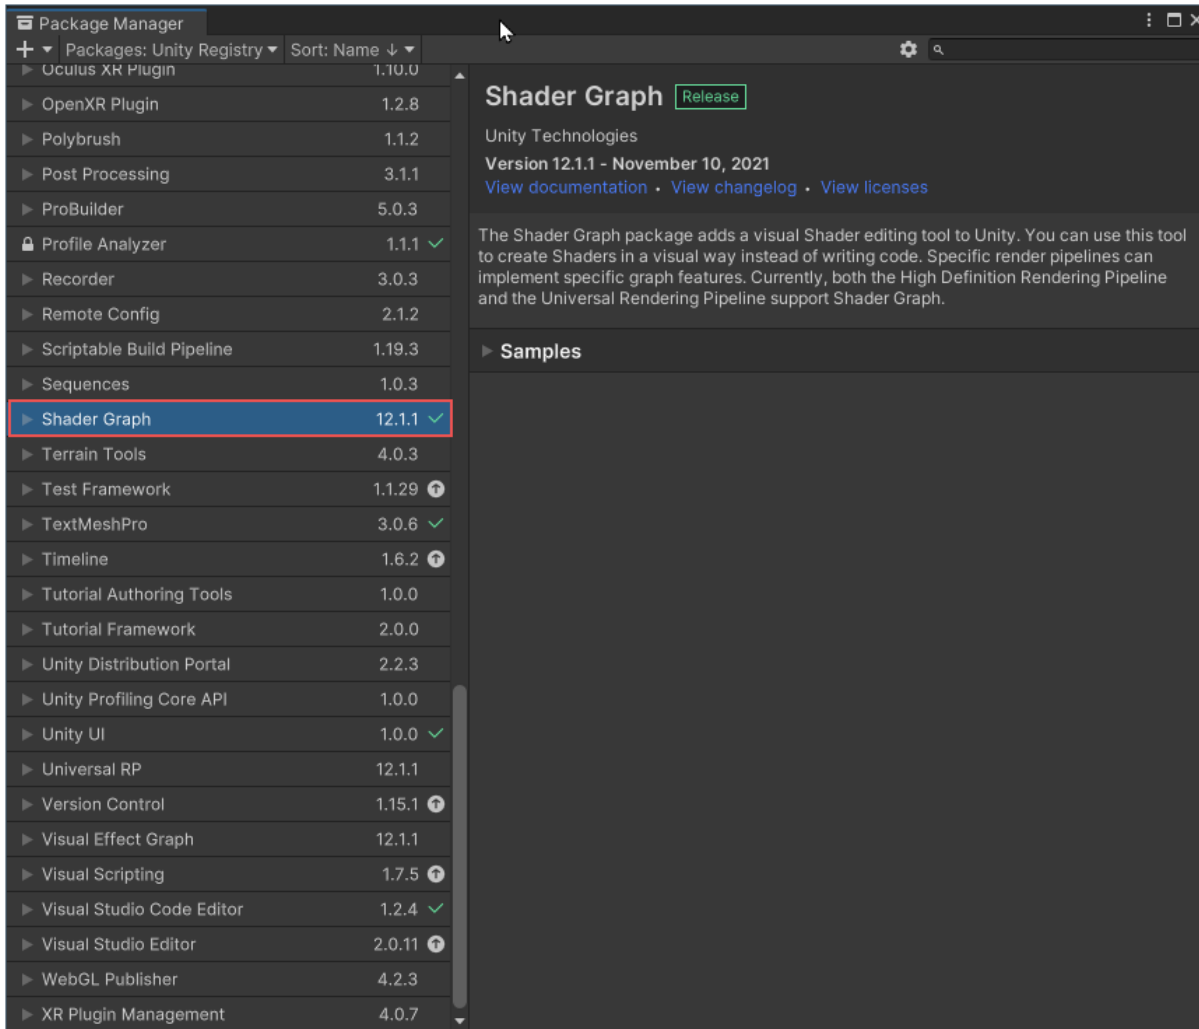 Package Manager
Packages: Unity Registry Sort: Name ↓
Oculus XR Plugin 1.10.0
OpenXR Plugin 1.2.8
Polybrush 1.1.2
Post Processing 3.1.1
ProBuilder 5.0.3
Profile Analyzer 1.1.1
Recorder 3.0.3
Remote Config 2.1.2
Scriptable Build Pipeline 1.19.3
Sequences 1.0.3
Shader Graph 12.1.1
Terrain Tools 4.0.3
Test Framework 1.1.29
TextMeshPro 3.0.6
Timeline 1.6.2
Tutorial Authoring Tools 1.0.0
Tutorial Framework 2.0.0
Unity Distribution Portal 2.2.3
Unity Profiling Core API 1.0.0
Unity UI 1.0.0
Universal RP 12.1.1
Version Control 1.15.1
Visual Effect Graph 12.1.1
Visual Scripting 1.7.5
Visual Studio Code Editor 1.2.4
Visual Studio Editor 2.0.11
WebGL Publisher 4.2.3
XR Plugin Management 4.0.7
Shader Graph Release
Unity Technologies
Version 12.1.1 - November 10, 2021
View documentation • View changelog • View licenses
The Shader Graph package adds a visual Shader editing tool to Unity. You can use this tool
to create Shaders in a visual way instead of writing code. Specific render pipelines can
implement specific graph features. Currently, both the High Definition Rendering Pipeline
and the Universal Rendering Pipeline support Shader Graph.
Samples